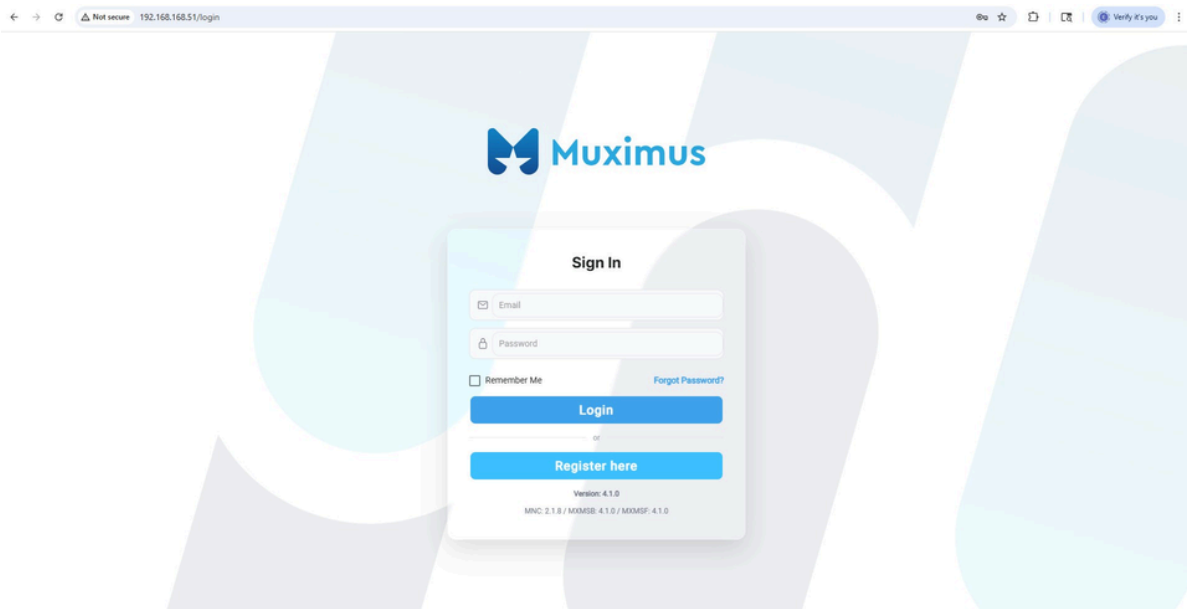 Not secure 192.168.168.51/login Verify it's you
Muximus
Sign In
Email
Password
Remember Me Forgot Password?
Login
or
Register here
Version: 4.1.0
MNC: 2.1.8 / MXMSB: 4.1.0 / MXMSF: 4.1.0